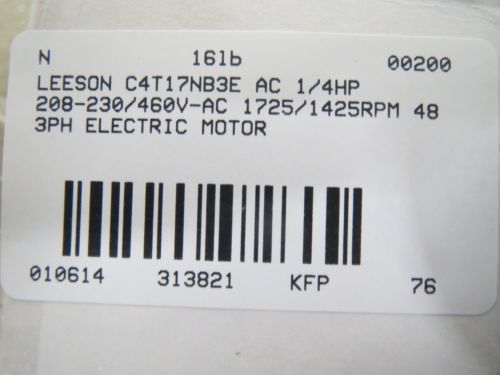 N 16lb 00200
LEESON C4T17NB3E AC 1/4HP
208-230/460V-AC 1725/1425RPM 48
3PH ELECTRIC MOTOR
010614 313821 KFP 76